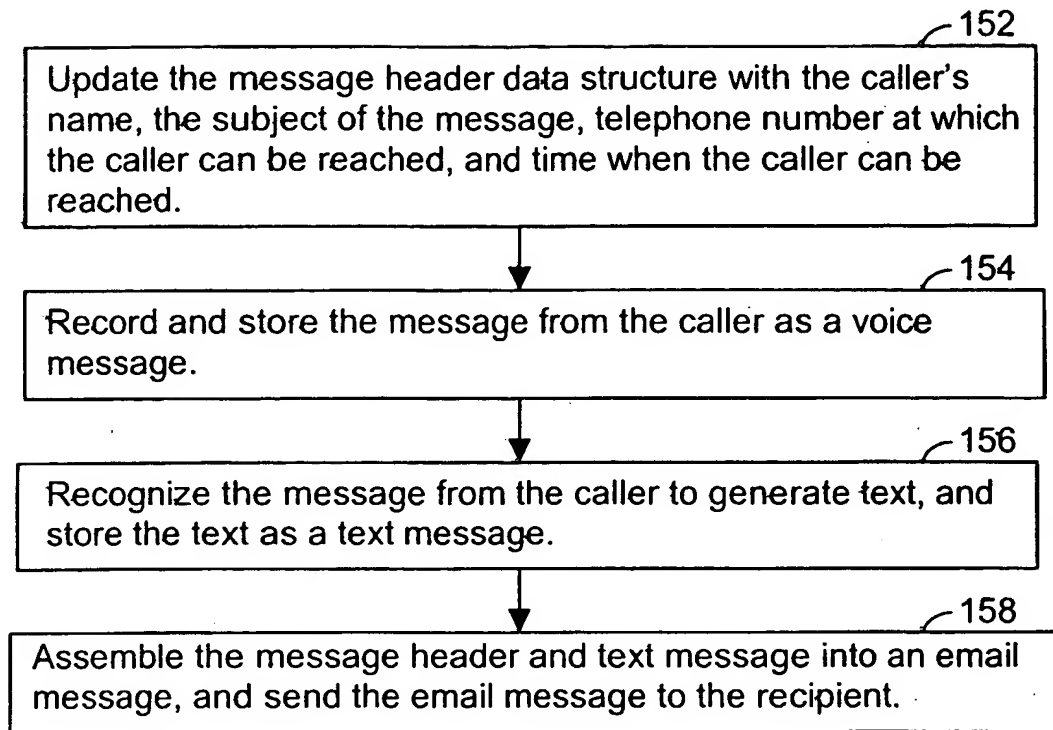 152
Update the message header data structure with the caller's
name, the subject of the message, telephone number at which
the caller can be reached, and time when the caller can be
reached.
154
Record and store the message from the caller as a voice
message.
156
Recognize the message from the caller to generate text, and
store the text as a text message.
158
Assemble the message header and text message into an email
message, and send the email message to the recipient.